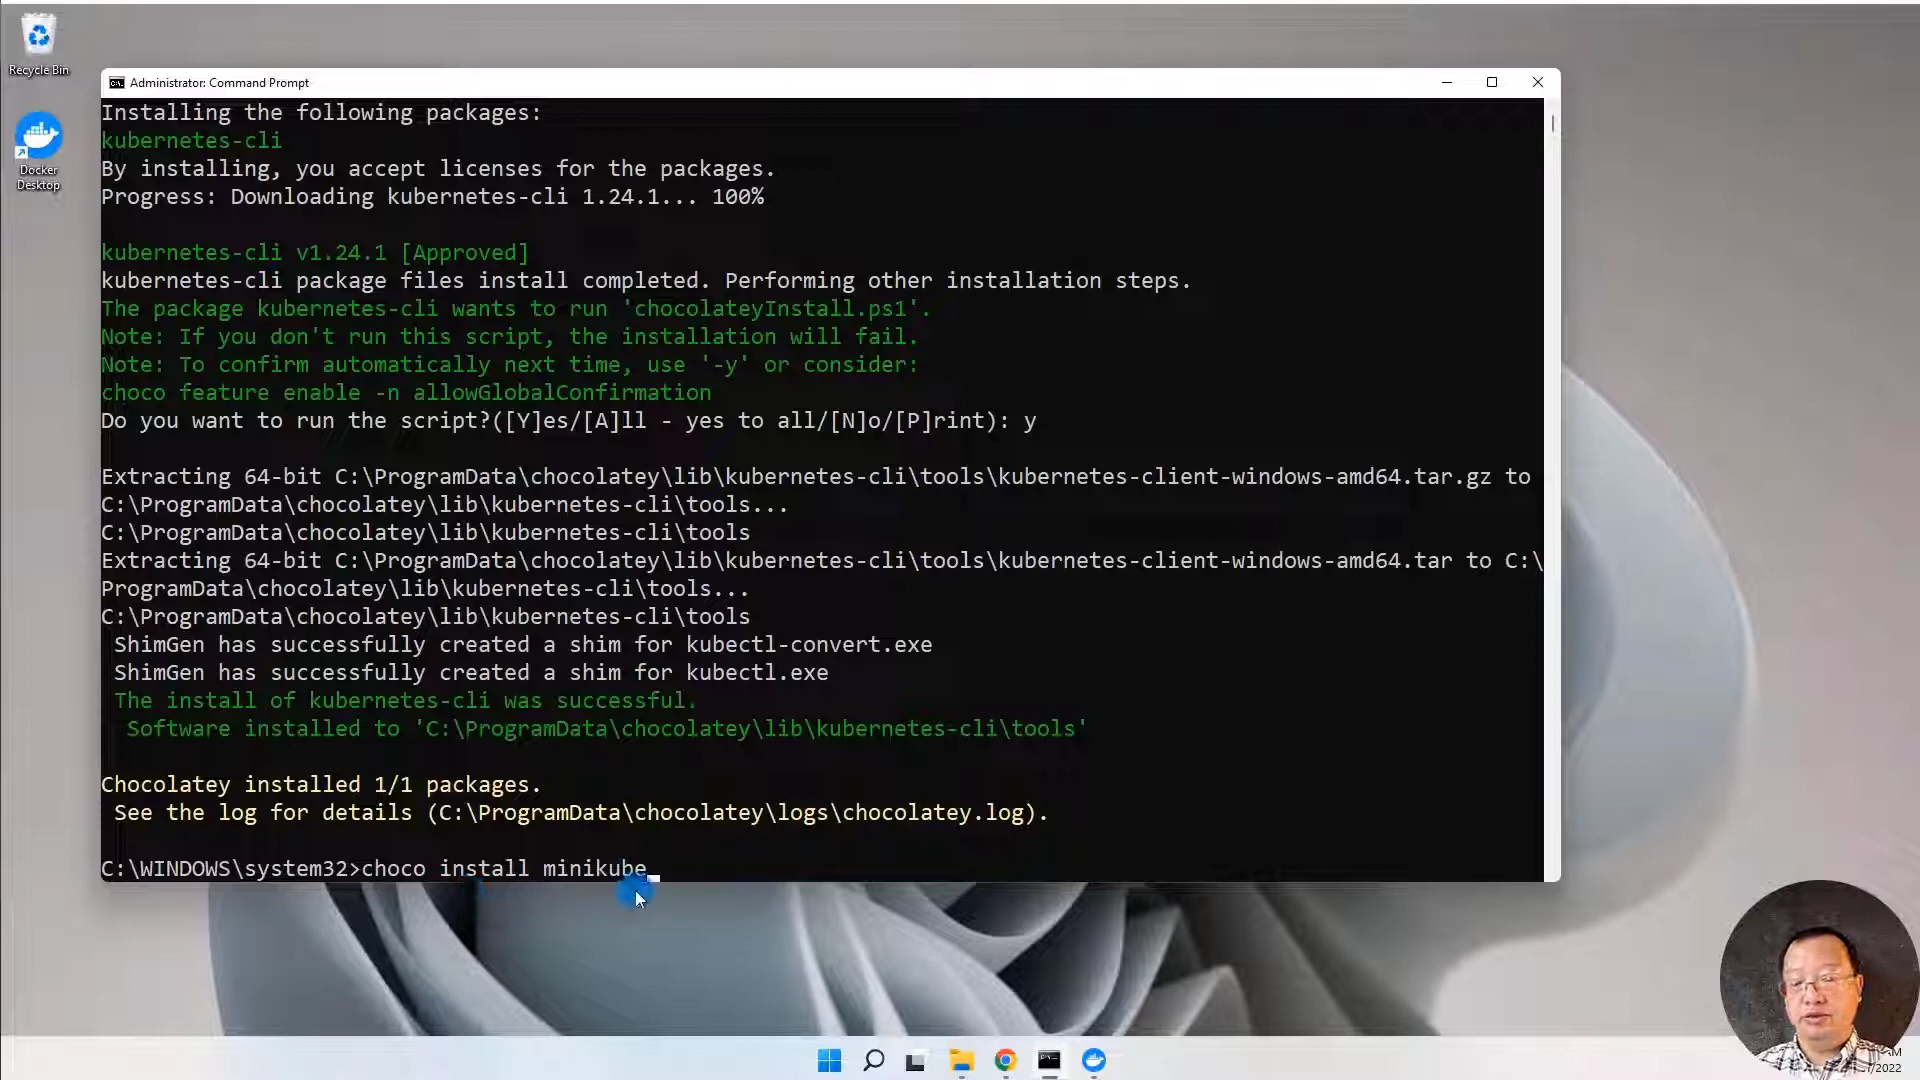 Recycle Bin
Docker
Desktop
Administrator: Command Prompt
Installing the following packages:
kubernetes-cli
By installing, you accept licenses for the packages.
Progress: Downloading kubernetes-cli 1.24.1... 100%
kubernetes-cli v1.24.1 [Approved]
kubernetes-cli package files install completed. Performing other installation steps.
The package kubernetes-cli wants to run 'chocolateyInstall.ps1'.
Note: If you don't run this script, the installation will fail.
Note: To confirm automatically next time, use '-y' or consider:
choco feature enable -n allowGlobalConfirmation
Do you want to run the script?([Y]es/[A]ll - yes to all/[N]o/[P]rint): y
Extracting 64-bit C:\ProgramData\chocolatey\lib\kubernetes-cli\tools\kubernetes-client-windows-amd64.tar.gz to
C:\ProgramData\chocolatey\lib\kubernetes-cli\tools...
C:\ProgramData\chocolatey\lib\kubernetes-cli\tools
Extracting 64-bit C:\ProgramData\chocolatey\lib\kubernetes-cli\tools\kubernetes-client-windows-amd64.tar to C:\
ProgramData\chocolatey\lib\kubernetes-cli\tools...
C:\ProgramData\chocolatey\lib\kubernetes-cli\tools
ShimGen has successfully created a shim for kubectl-convert.exe
ShimGen has successfully created a shim for kubectl.exe
The install of kubernetes-cli was successful.
Software installed to 'C:\ProgramData\chocolatey\lib\kubernetes-cli\tools'
Chocolatey installed 1/1 packages.
See the log for details (C:\ProgramData\chocolatey\logs\chocolatey.log).
C:\WINDOWS\system32>choco install minikube